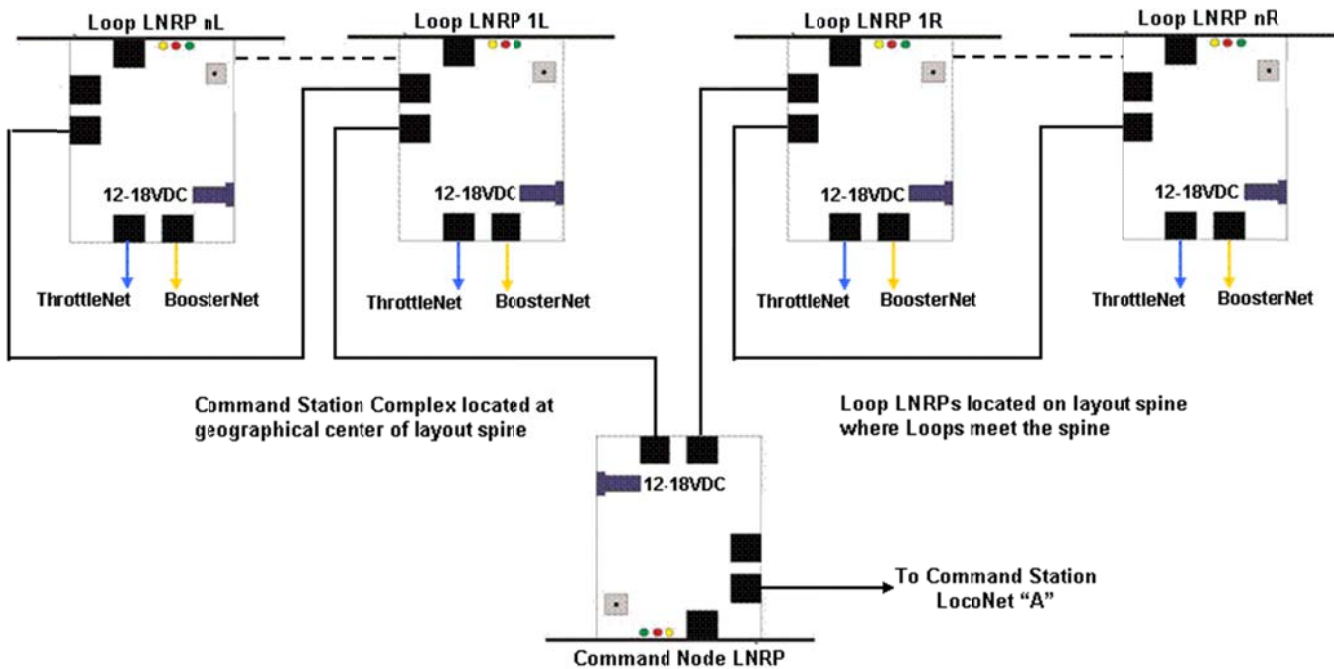 Loop LNRP nL
Loop LNRP 1L
Loop LNRP 1R
Loop LNRP nR
12-18VDC
12-18VDC
12-18VDC
12-18VDC
ThrottleNet
BoosterNet
ThrottleNet
BoosterNet
ThrottleNet
BoosterNet
ThrottleNet
BoosterNet
Command Station Complex located at
geographical center of layout spine
Loop LNRPs located on layout spine
where Loops meet the spine
12-18VDC
To Command Station
LocoNet “A”
Command Node LNRP